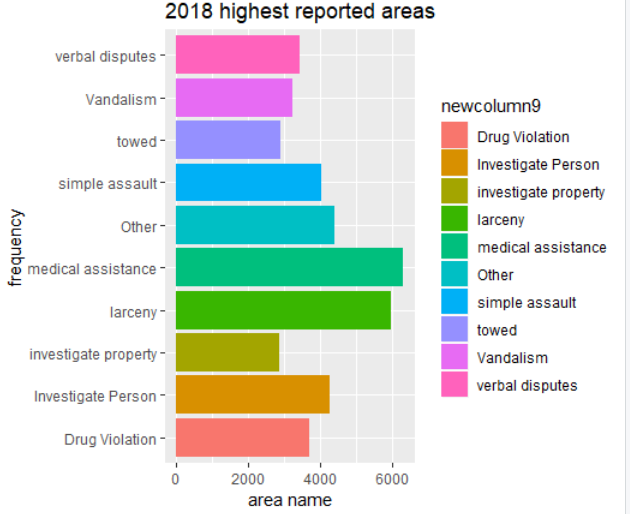 2018 highest reported areas
verbal disputes
Vandalism
towed
simple assault
Other
medical assistance
larceny
investigate property
Investigate Person
Drug Violation
frequency
0 2000 4000 6000
area name
newcolumn9
Drug Violation
Investigate Person
investigate property
larceny
medical assistance
Other
simple assault
towed
Vandalism
verbal disputes